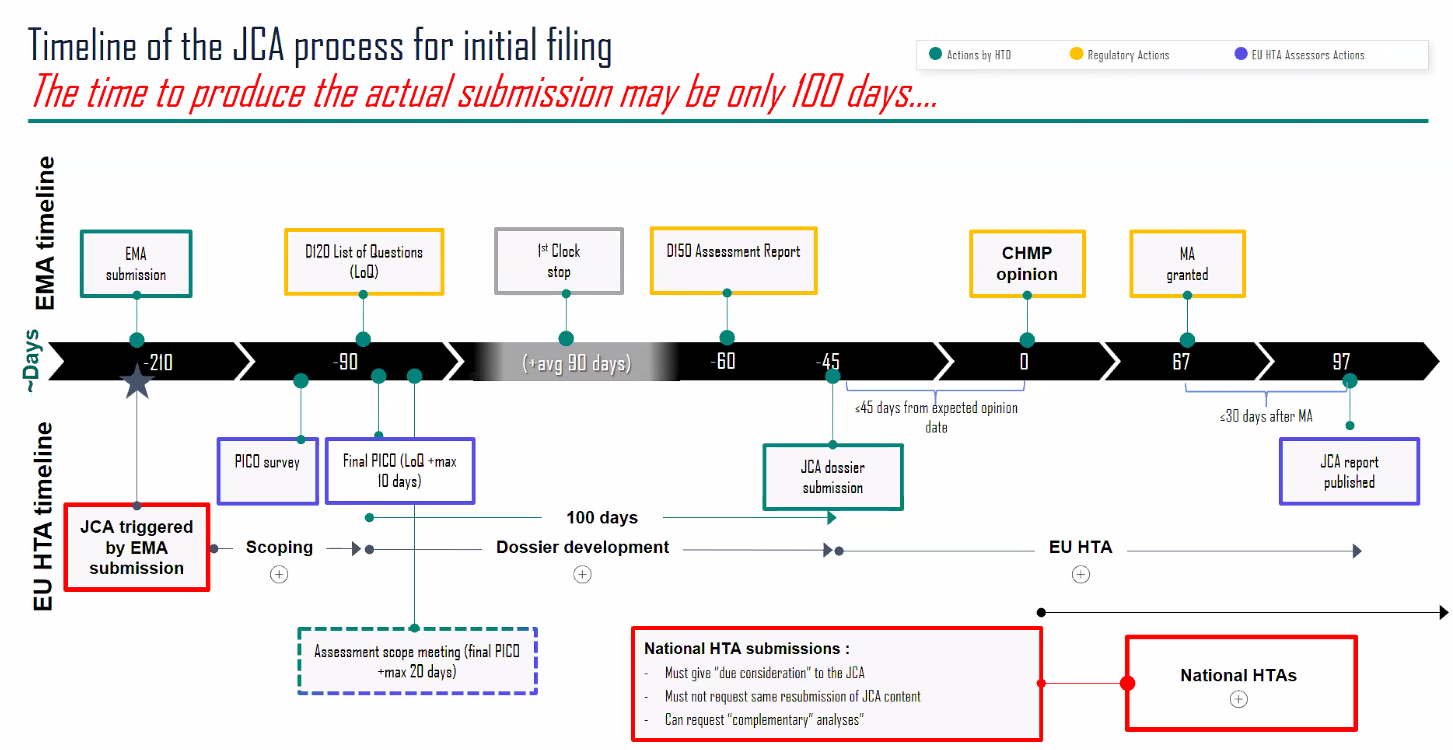 Timeline of the JCA process for initial filing
The time to produce the actual submission may be only 100 days....
Actions by HTD
Regulatory Actions
EU HTA Assessors Actions
EMA timeline
EMA
submission
D120 List of Questions
(LoQ)
1st Clock
stop
D150 Assessment Report
CHMP
opinion
MA
granted
~Days
-210
-90
(+avg 90 days)
-60
-45
0
67
97
≤45 days from expected opinion
date
≤30 days after MA
EU HTA timeline
PICO survey
Final PICO (LoQ +max
10 days)
JCA dossier
submission
JCA report
published
JCA triggered
by EMA
submission
100 days
Scoping
Dossier development
EU HTA
Assessment scope meeting (final PICO
+max 20 days)
National HTA submissions :
- Must give "due consideration" to the JCA
- Must not request same resubmission of JCA content
- Can request "complementary" analyses"
National HTAs